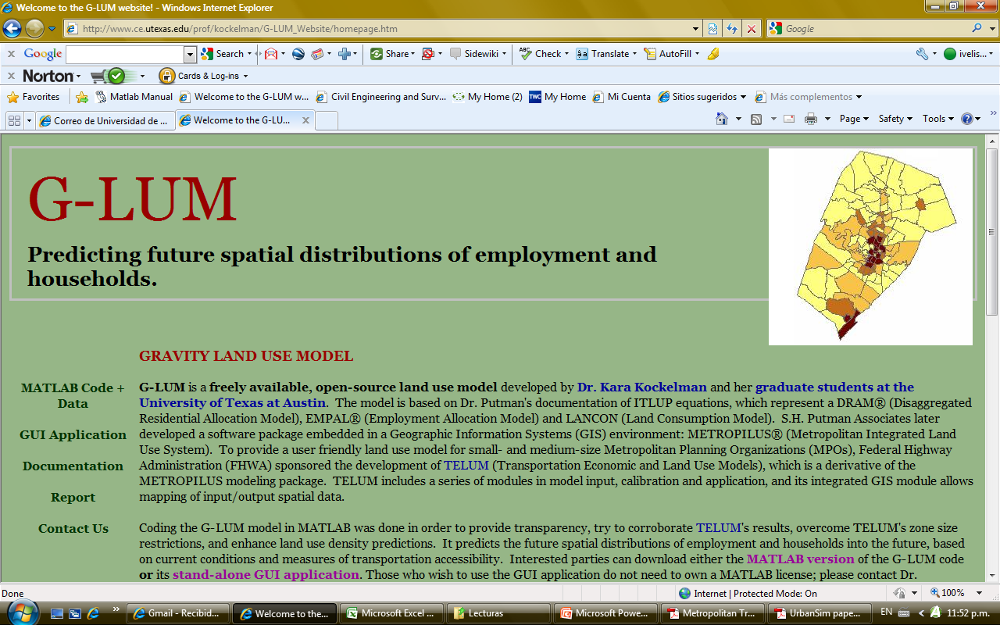 Welcome to the G-LUM website! - Windows Internet Explorer
http://www.ce.utexas.edu/prof/kockelman/G-LUM_Website/homepage.htm
Google
x Google Search Share Sidewiki ABC Check Translate AutoFill ivelis...
x Norton Cards & Log-ins
Favorites Matlab Manual Welcome to the G-LUM w... Civil Engineering and Surv... My Home (2) TWC My Home Mi Cuenta Sitios sugeridos Más complementos
Correo de Universidad de ... Welcome to the G-LU... x Page Safety Tools
G-LUM
Predicting future spatial distributions of employment and
households.
GRAVITY LAND USE MODEL
MATLAB Code +
Data
GUI Application
Documentation
Report
Contact Us
G-LUM is a freely available, open-source land use model developed by Dr. Kara Kockelman and her graduate students at the
University of Texas at Austin. The model is based on Dr. Putman's documentation of ITLUP equations, which represent a DRAM® (Disaggregated
Residential Allocation Model), EMPAL® (Employment Allocation Model) and LANCON (Land Consumption Model). S.H. Putman Associates later
developed a software package embedded in a Geographic Information Systems (GIS) environment: METROPILUS® (Metropolitan Integrated Land
Use System). To provide a user friendly land use model for small- and medium-size Metropolitan Planning Organizations (MPOs), Federal Highway
Administration (FHWA) sponsored the development of TELUM (Transportation Economic and Land Use Models), which is a derivative of the
METROPILUS modeling package. TELUM includes a series of modules in model input, calibration and application, and its integrated GIS module allows
mapping of input/output spatial data.
Coding the G-LUM model in MATLAB was done in order to provide transparency, try to corroborate TELUM's results, overcome TELUM's zone size
restrictions, and enhance land use density predictions. It predicts the future spatial distributions of employment and households into the future, based
on current conditions and measures of transportation accessibility. Interested parties can download either the MATLAB version of the G-LUM code
or its stand-alone GUI application. Those who wish to use the GUI application do not need to own a MATLAB license; please contact Dr.
Done Internet | Protected Mode: On 100%
Gmail - Recibid... Welcome to the... Microsoft Excel ... Lecturas Microsoft Powe... Metropolitan Tr... UrbanSim pape... EN 11:52 p.m.